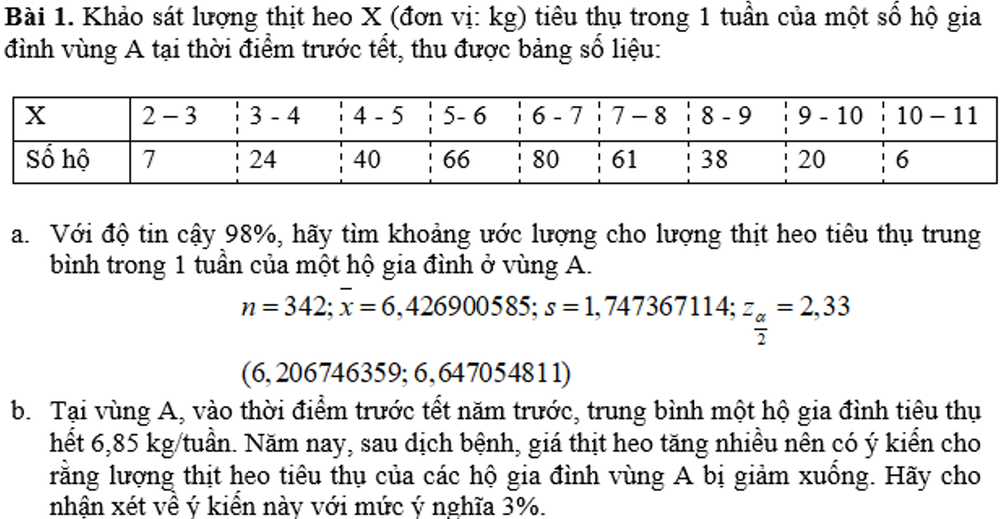 Bài 1. Khảo sát lượng thịt heo X (đơn vị: kg) tiêu thụ trong 1 tuần của một số hộ gia
đình vùng A tại thời điểm trước tết, thu được bảng số liệu:
X 2 – 3 3 - 4 4 - 5 5- 6 6 - 7 7 – 8 8 - 9 9 - 10 10 – 11
Số hộ 7 24 40 66 80 61 38 20 6
a. Với độ tin cậy 98%, hãy tìm khoảng ước lượng cho lượng thịt heo tiêu thụ trung
bình trong 1 tuần của một hộ gia đình ở vùng A.
n = 342; x̄ = 6,426900585; s = 1,747367114; z_{α/2} = 2,33
(6,206746359; 6,647054811)
b. Tại vùng A, vào thời điểm trước tết năm trước, trung bình một hộ gia đình tiêu thụ
hết 6,85 kg/tuần. Năm nay, sau dịch bệnh, giá thịt heo tăng nhiều nên có ý kiến cho
rằng lượng thịt heo tiêu thụ của các hộ gia đình vùng A bị giảm xuống. Hãy cho
nhận xét về ý kiến này với mức ý nghĩa 3%.